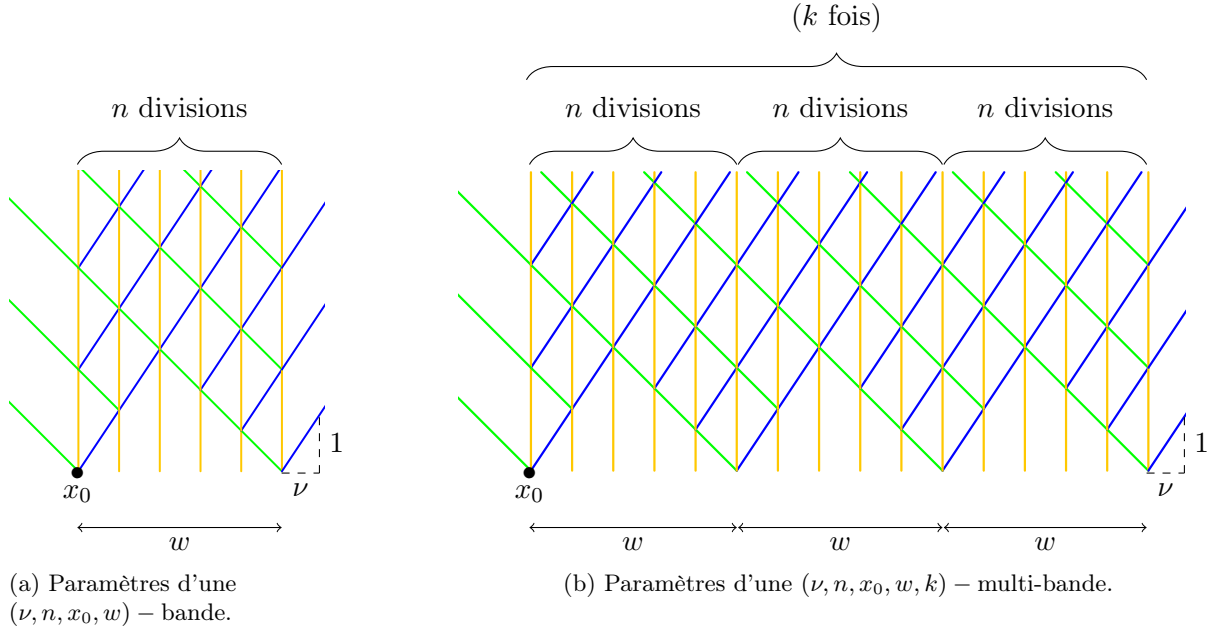 (k fois)
n divisions
n divisions
n divisions
n divisions
1
ν
x₀
w
1
ν
x₀
w
w
w
(a) Paramètres d'une
(ν, n, x₀, w) – bande.
(b) Paramètres d'une (ν, n, x₀, w, k) – multi-bande.